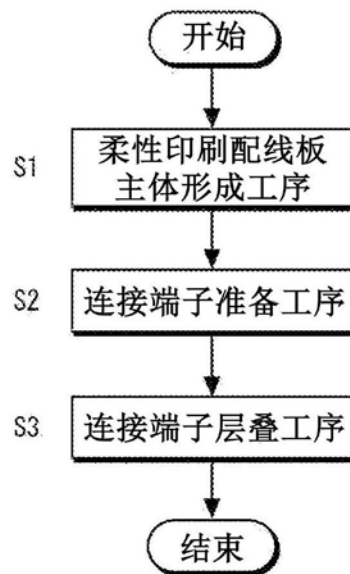 开始
S1
柔性印刷配线板
主体形成工序
S2
连接端子准备工序
S3
连接端子层叠工序
结束